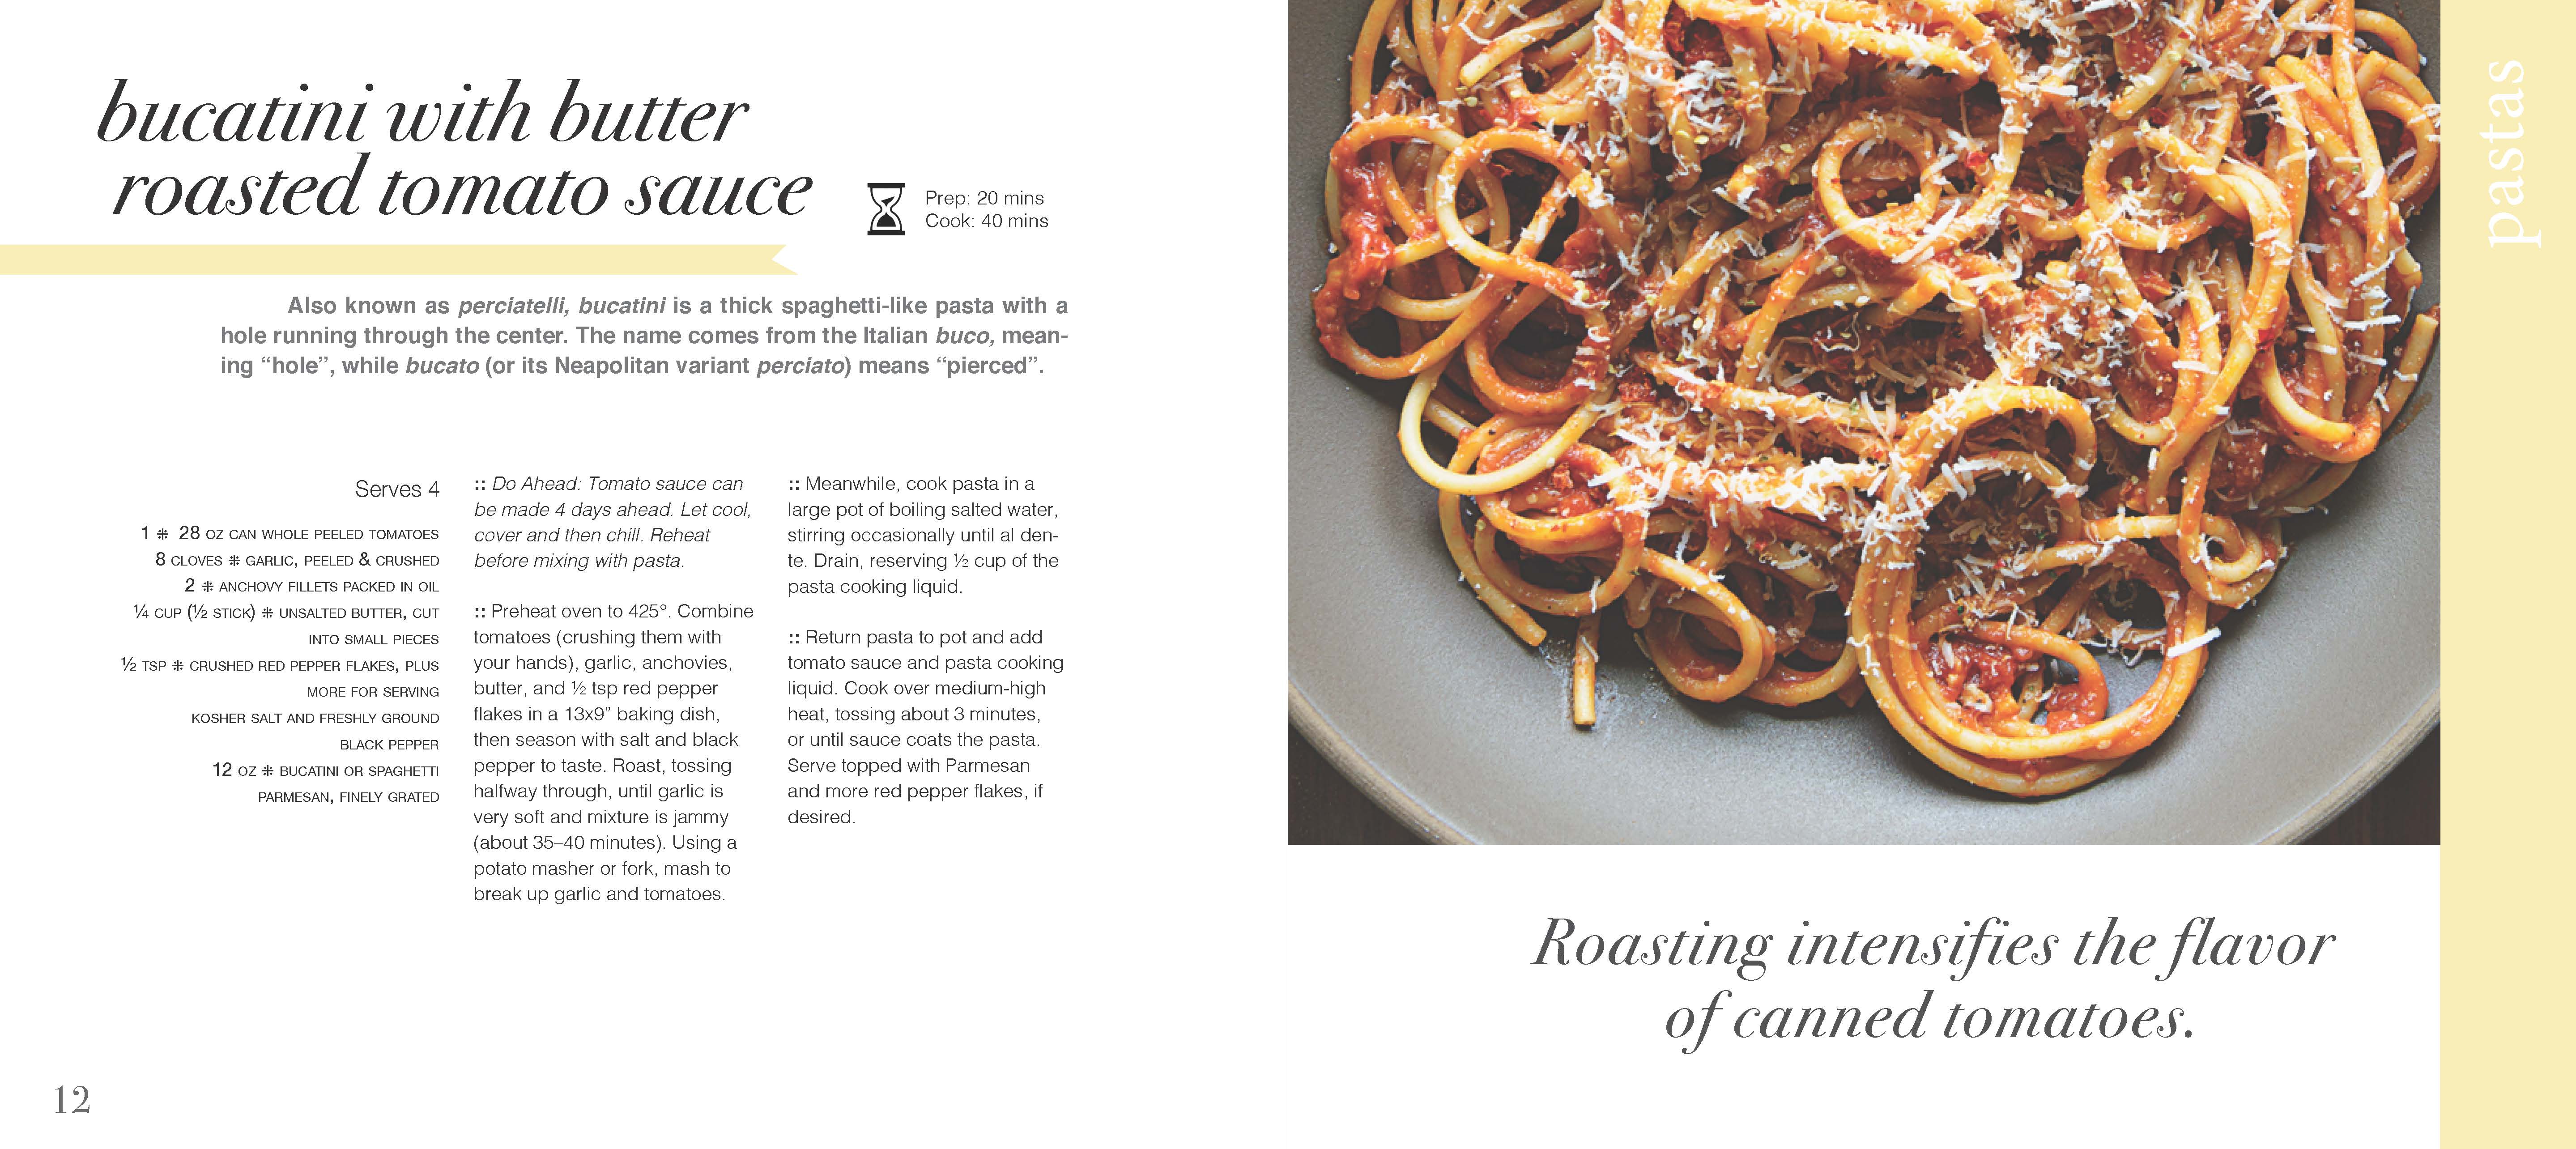 bucatini with butter
roasted tomato sauce
Prep: 20 mins
Cook: 40 mins
Also known as perciatelli, bucatini is a thick spaghetti-like pasta with a
hole running through the center. The name comes from the Italian buco, mean-
ing “hole”, while bucato (or its Neapolitan variant perciato) means “pierced”.
Serves 4
1 ⁜ 28 OZ CAN WHOLE PEELED TOMATOES
8 CLOVES ⁜ GARLIC, PEELED & CRUSHED
2 ⁜ ANCHOVY FILLETS PACKED IN OIL
¼ CUP (½ STICK) ⁜ UNSALTED BUTTER, CUT
INTO SMALL PIECES
½ TSP ⁜ CRUSHED RED PEPPER FLAKES, PLUS
MORE FOR SERVING
KOSHER SALT AND FRESHLY GROUND
BLACK PEPPER
12 OZ ⁜ BUCATINI OR SPAGHETTI
PARMESAN, FINELY GRATED
:: Do Ahead: Tomato sauce can
be made 4 days ahead. Let cool,
cover and then chill. Reheat
before mixing with pasta.
:: Preheat oven to 425°. Combine
tomatoes (crushing them with
your hands), garlic, anchovies,
butter, and ½ tsp red pepper
flakes in a 13x9” baking dish,
then season with salt and black
pepper to taste. Roast, tossing
halfway through, until garlic is
very soft and mixture is jammy
(about 35–40 minutes). Using a
potato masher or fork, mash to
break up garlic and tomatoes.
:: Meanwhile, cook pasta in a
large pot of boiling salted water,
stirring occasionally until al den-
te. Drain, reserving ½ cup of the
pasta cooking liquid.
:: Return pasta to pot and add
tomato sauce and pasta cooking
liquid. Cook over medium-high
heat, tossing about 3 minutes,
or until sauce coats the pasta.
Serve topped with Parmesan
and more red pepper flakes, if
desired.
12
pastas
Roasting intensifies the flavor
of canned tomatoes.